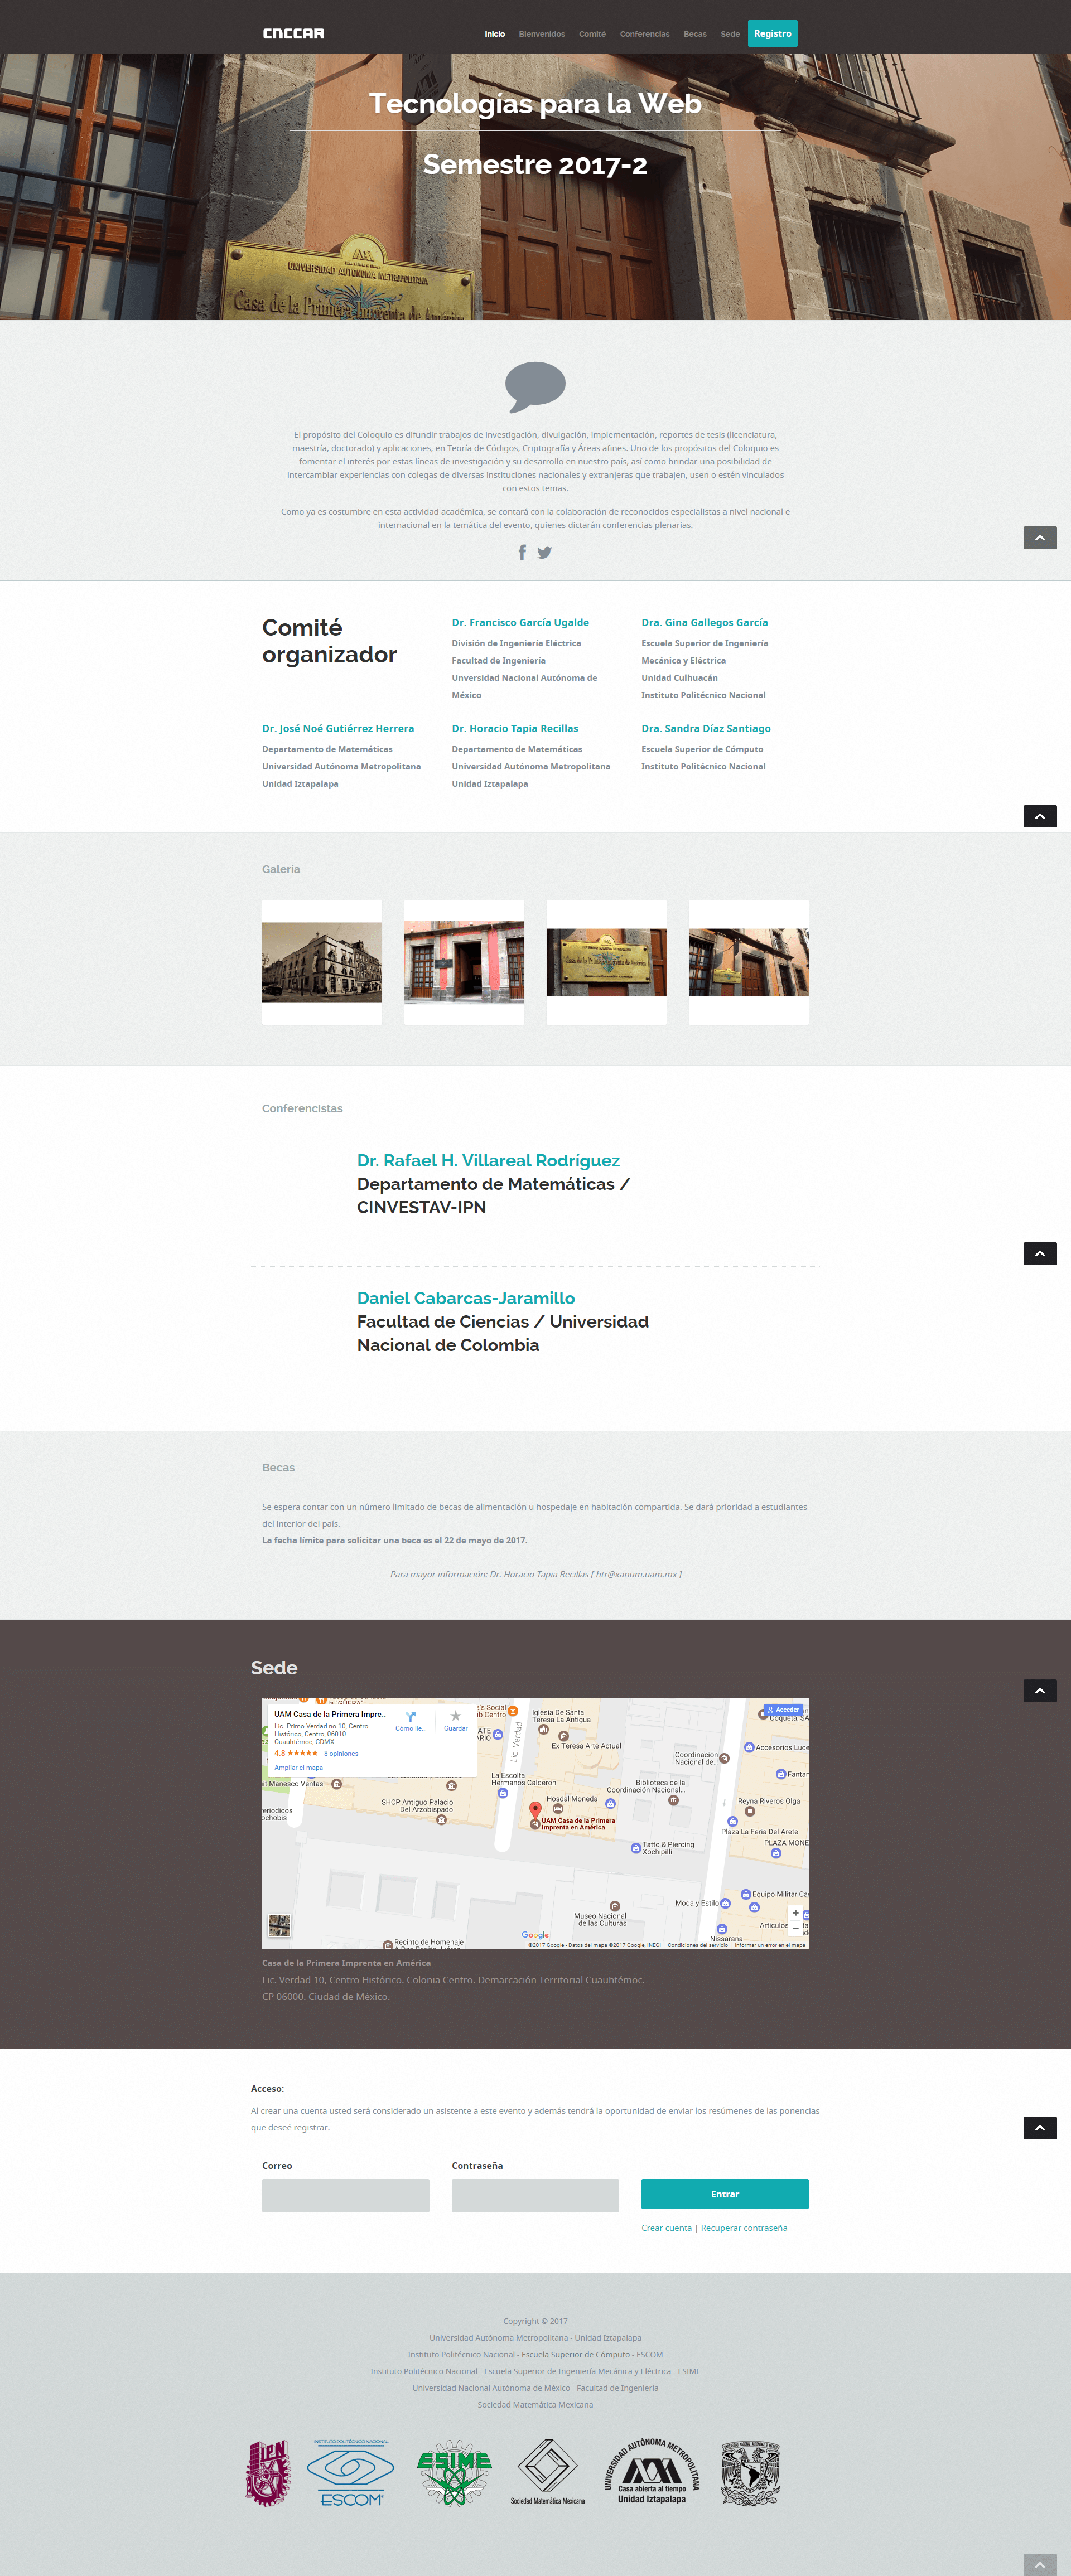 CNCCAR
Inicio Bienvenidos Comité Conferencias Becas Sede Registro
Tecnologías para la Web
Semestre 2017-2
UNIVERSIDAD AUTONOMA METROPOLITANA
Casa de la Primera Imprenta de América
El propósito del Coloquio es difundir trabajos de investigación, divulgación, implementación, reportes de tesis (licenciatura,
maestría, doctorado) y aplicaciones, en Teoría de Códigos, Criptografía y Áreas afines. Uno de los propósitos del Coloquio es
fomentar el interés por estas líneas de investigación y su desarrollo en nuestro país, así como brindar una posibilidad de
intercambiar experiencias con colegas de diversas instituciones nacionales y extranjeras que trabajen, usen o estén vinculados
con estos temas.
Como ya es costumbre en esta actividad académica, se contará con la colaboración de reconocidos especialistas a nivel nacional e
internacional en la temática del evento, quienes dictarán conferencias plenarias.
Comité
organizador
Dr. Francisco García Ugalde
División de Ingeniería Eléctrica
Facultad de Ingeniería
Unversidad Nacional Autónoma de
México
Dra. Gina Gallegos García
Escuela Superior de Ingeniería
Mecánica y Eléctrica
Unidad Culhuacán
Instituto Politécnico Nacional
Dr. José Noé Gutiérrez Herrera
Departamento de Matemáticas
Universidad Autónoma Metropolitana
Unidad Iztapalapa
Dr. Horacio Tapia Recillas
Departamento de Matemáticas
Universidad Autónoma Metropolitana
Unidad Iztapalapa
Dra. Sandra Díaz Santiago
Escuela Superior de Cómputo
Instituto Politécnico Nacional
Galería
Conferencistas
Dr. Rafael H. Villareal Rodríguez
Departamento de Matemáticas /
CINVESTAV-IPN
Daniel Cabarcas-Jaramillo
Facultad de Ciencias / Universidad
Nacional de Colombia
Becas
Se espera contar con un número limitado de becas de alimentación u hospedaje en habitación compartida. Se dará prioridad a estudiantes
del interior del país.
La fecha límite para solicitar una beca es el 22 de mayo de 2017.
Para mayor información: Dr. Horacio Tapia Recillas [ htr@xanum.uam.mx ]
Sede
UAM Casa de la Primera Impre..
Lic. Primo Verdad no.10, Centro
Histórico, Centro, 06010
Cuauhtémoc, CDMX
4.8 ★★★★★ 8 opiniones
Ampliar el mapa
Cómo lle...
Guardar
Acceder
Iglesia De Santa
Teresa La Antigua
Ex Teresa Arte Actual
Lic. Verdad
Coordinación
Nacional de...
Accesorios Luce
La Escolta
Hermanos Calderon
Biblioteca de la
Coordinación Nacional...
Hosdal Moneda
Reyna Riveros Olga
SHCP Antiguo Palacio
Del Arzobispado
UAM Casa de la Primera
Imprenta en América
Plaza La Feria Del Arete
PLAZA MONE
Tatto & Piercing
Xochipilli
Moda y Estilo
Equipo Militar Ca
Museo Nacional
de las Culturas
Nissarana
Recinto de Homenaje
Google
©2017 Google - Datos del mapa ©2017 Google, INEGI Condiciones del servicio Informar un error en el mapa
Casa de la Primera Imprenta en América
Lic. Verdad 10, Centro Histórico. Colonia Centro. Demarcación Territorial Cuauhtémoc.
CP 06000. Ciudad de México.
Acceso:
Al crear una cuenta usted será considerado un asistente a este evento y además tendrá la oportunidad de enviar los resúmenes de las ponencias
que deseé registrar.
Correo
Contraseña
Entrar
Crear cuenta | Recuperar contraseña
Copyright © 2017
Universidad Autónoma Metropolitana - Unidad Iztapalapa
Instituto Politécnico Nacional - Escuela Superior de Cómputo - ESCOM
Instituto Politécnico Nacional - Escuela Superior de Ingeniería Mecánica y Eléctrica - ESIME
Universidad Nacional Autónoma de México - Facultad de Ingeniería
Sociedad Matemática Mexicana
IPN
INSTITUTO POLITÉCNICO NACIONAL
ESCOM
ESIME
Sociedad Matemática Mexicana
UNIVERSIDAD AUTÓNOMA METROPOLITANA
Casa abierta al tiempo
Unidad Iztapalapa